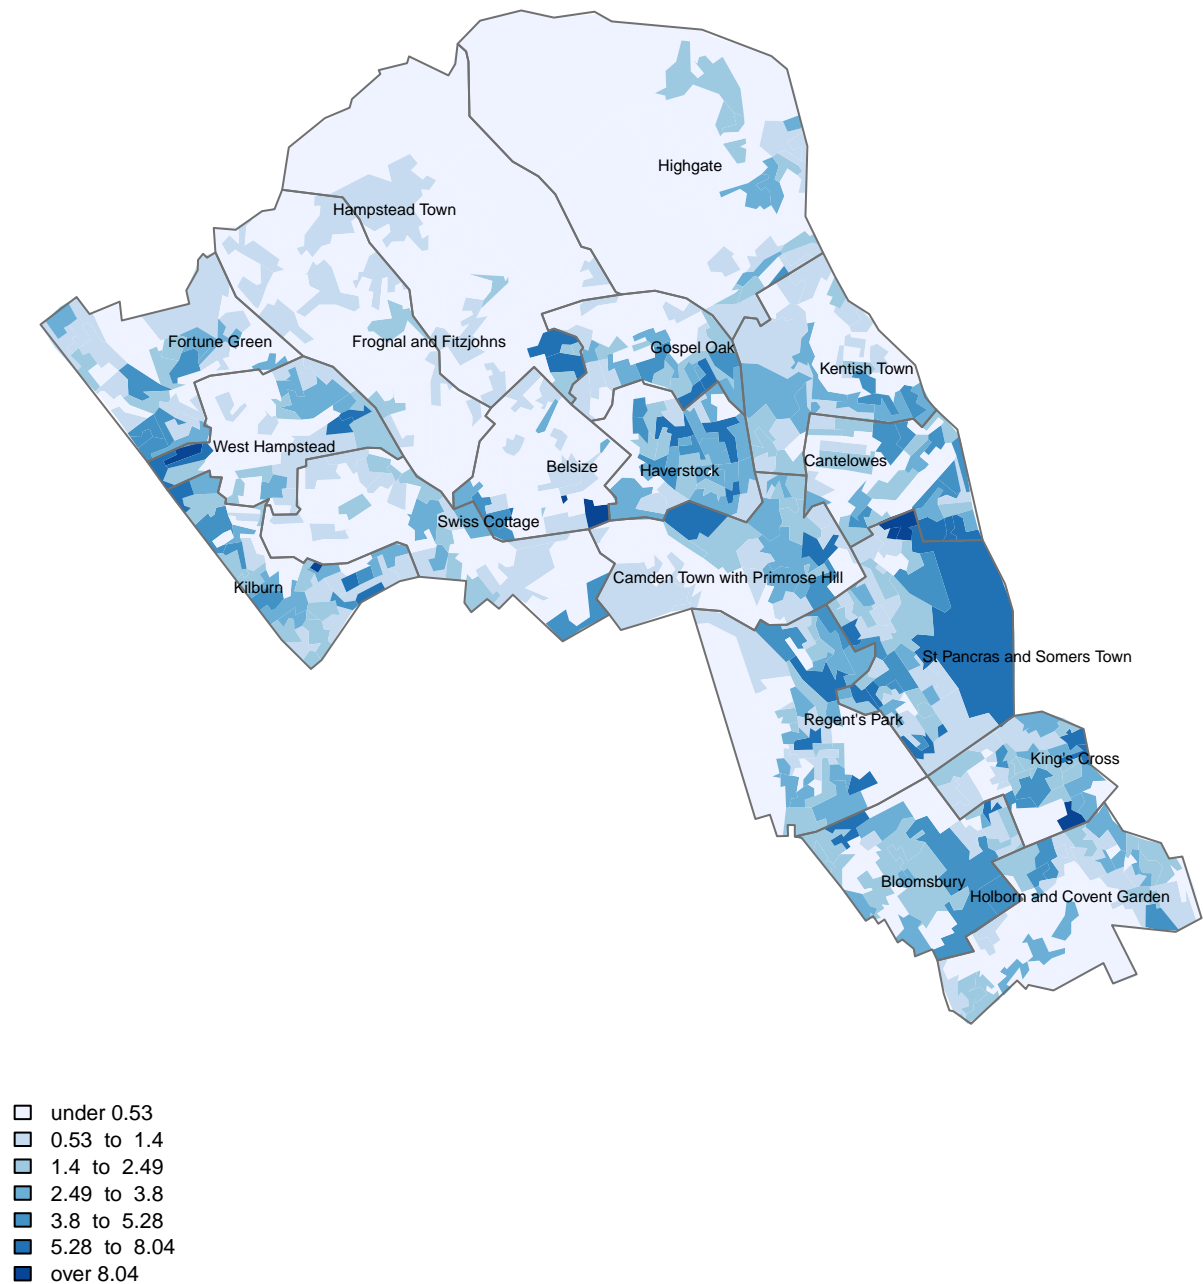 Highgate
Hampstead Town
Fortune Green
Frognal and Fitzjohns
Gospel Oak
Kentish Town
West Hampstead
Belsize
Haverstock
Cantelowes
Swiss Cottage
Kilburn
Camden Town with Primrose Hill
St Pancras and Somers Town
Regent's Park
King's Cross
Bloomsbury
Holborn and Covent Garden
under 0.53
0.53 to 1.4
1.4 to 2.49
2.49 to 3.8
3.8 to 5.28
5.28 to 8.04
over 8.04